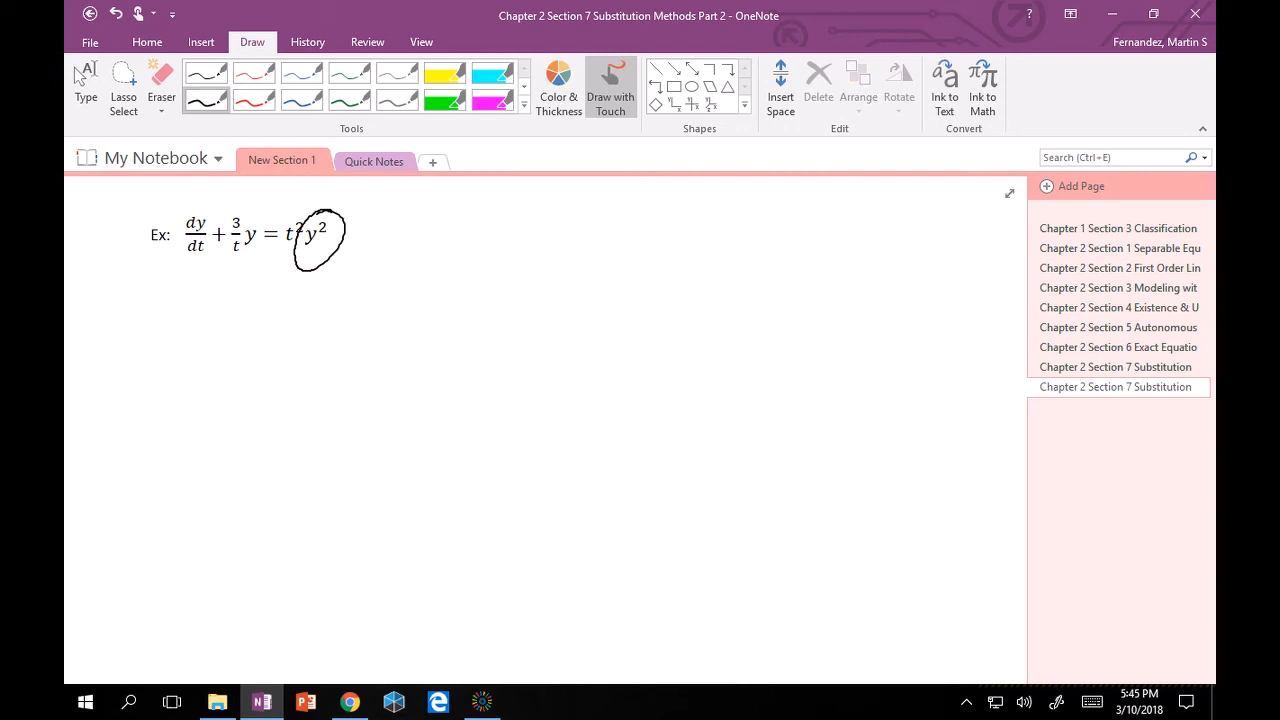 Chapter 2 Section 7 Substitution Methods Part 2 - OneNote
?
File Home Insert Draw History Review View
Fernandez, Martin S
Type
Lasso Select
Eraser
Color & Thickness
Draw with Touch
Insert Space
Delete
Arrange
Rotate
Ink to Text
Ink to Math
Tools
Shapes
Edit
Convert
My Notebook
New Section 1
Quick Notes
+
Search (Ctrl+E)
Add Page
Chapter 1 Section 3 Classification
Chapter 2 Section 1 Separable Equ
Chapter 2 Section 2 First Order Lin
Chapter 2 Section 3 Modeling wit
Chapter 2 Section 4 Existence & U
Chapter 2 Section 5 Autonomous
Chapter 2 Section 6 Exact Equatio
Chapter 2 Section 7 Substitution
Chapter 2 Section 7 Substitution
Ex: dy/dt + 3/t y = t² y²
5:45 PM
3/10/2018